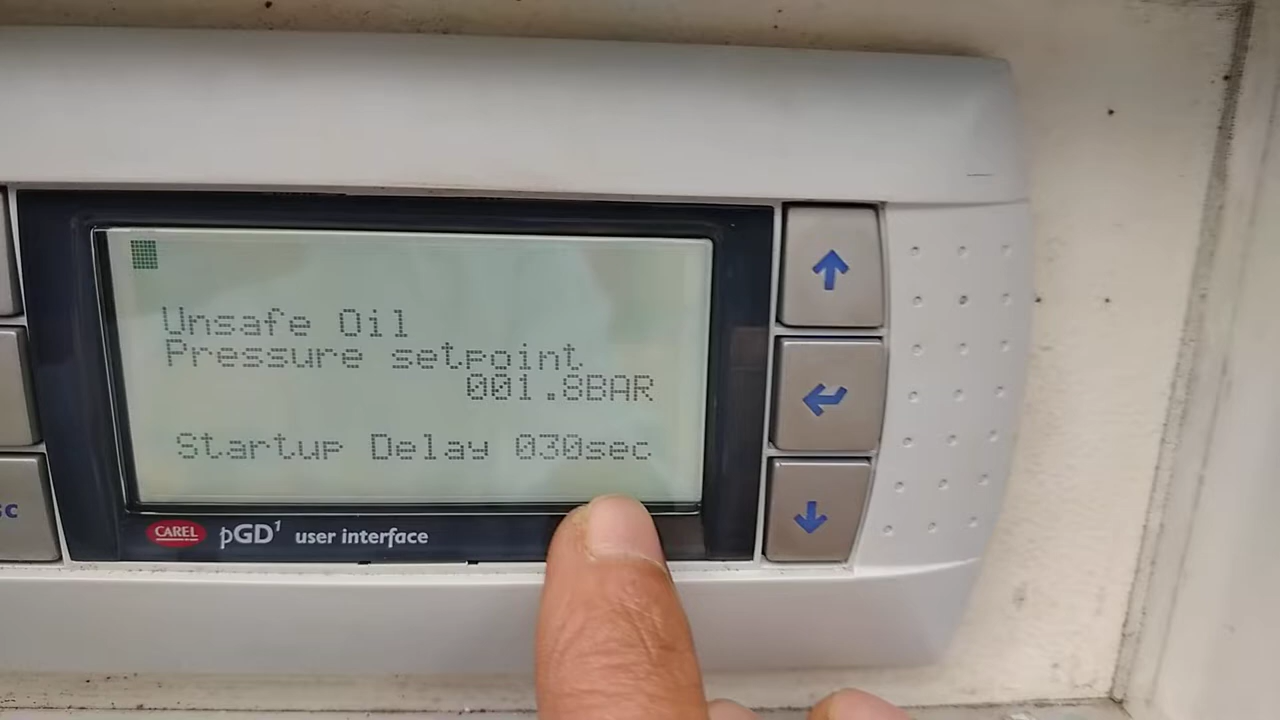 Unsafe Oil
Pressure setpoint
001.8BAR
Startup Delay 030sec
CAREL pGD1 user interface